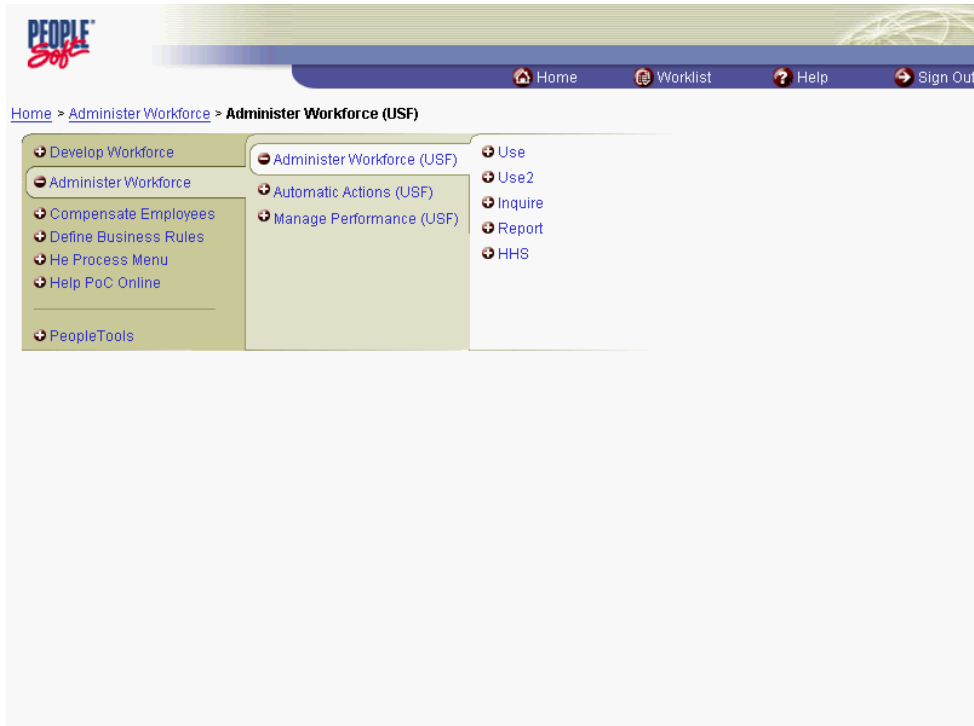 PEOPLE
Soft
Home Worklist Help Sign Out
Home > Administer Workforce > Administer Workforce (USF)
Develop Workforce
Administer Workforce
Compensate Employees
Define Business Rules
He Process Menu
Help PoC Online
PeopleTools
Administer Workforce (USF)
Automatic Actions (USF)
Manage Performance (USF)
Use
Use2
Inquire
Report
HHS